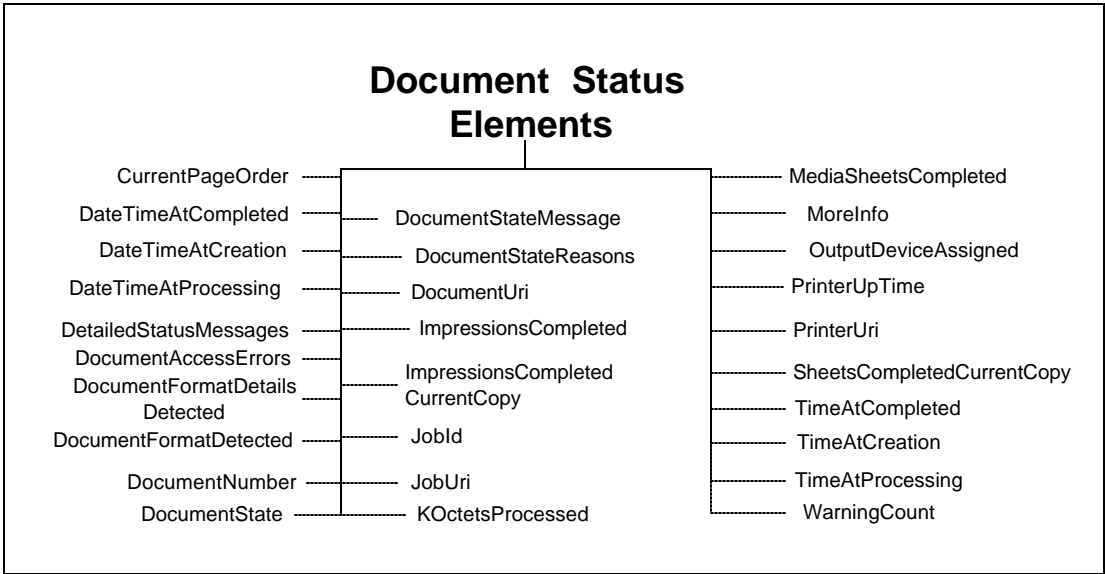 Document Status
Elements
CurrentPageOrder
DateTimeAtCompleted
DateTimeAtCreation
DateTimeAtProcessing
DetailedStatusMessages
DocumentAccessErrors
DocumentFormatDetails
Detected
DocumentFormatDetected
DocumentNumber
DocumentState
DocumentStateMessage
DocumentStateReasons
DocumentUri
ImpressionsCompleted
ImpressionsCompleted
CurrentCopy
JobId
JobUri
KOctetsProcessed
MediaSheetsCompleted
MoreInfo
OutputDeviceAssigned
PrinterUpTime
PrinterUri
SheetsCompletedCurrentCopy
TimeAtCompleted
TimeAtCreation
TimeAtProcessing
WarningCount